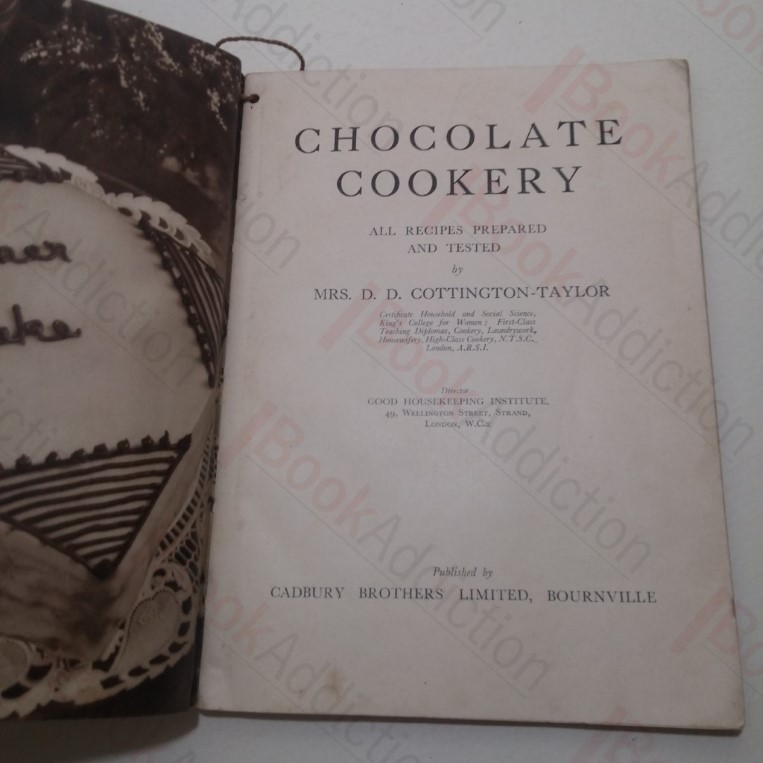 CHOCOLATE
COOKERY
ALL RECIPES PREPARED
AND TESTED
by
MRS. D. D. COTTINGTON-TAYLOR
Certificate Household and Social Science,
King's College for Women; First-Class
Teaching Diplomas, Cookery, Laundrywork,
Housewifery, High-Class Cookery, N.T.S.C.,
London, A.R.S.I.
Director
GOOD HOUSEKEEPING INSTITUTE,
49, Wellington Street, Strand,
London, W.C.2
Published by
CADBURY BROTHERS LIMITED, BOURNVILLE
BookAddiction